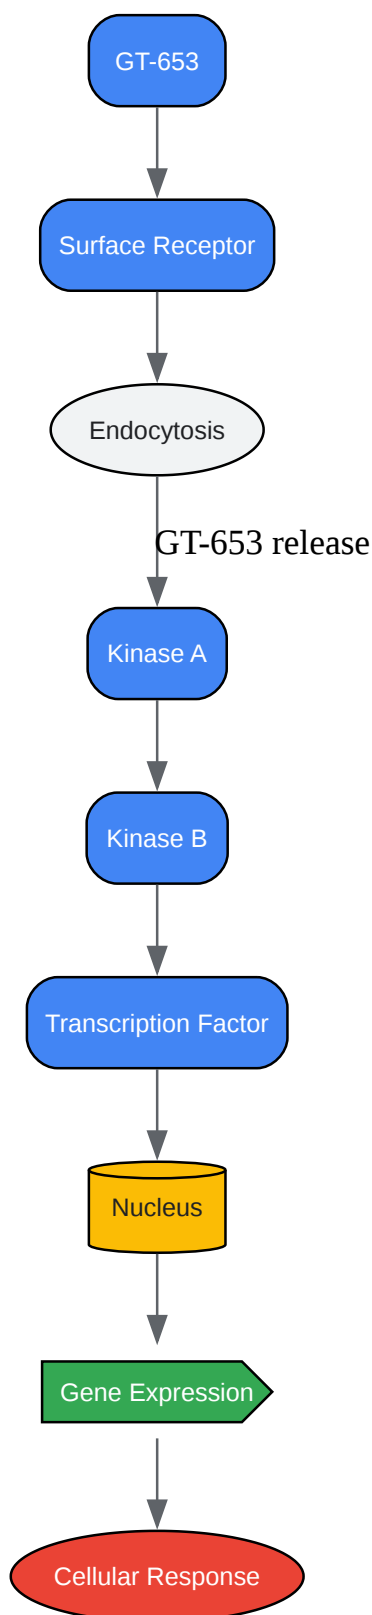 GT-653
Surface Receptor
Endocytosis
GT-653 release
Kinase A
Kinase B
Transcription Factor
Nucleus
Gene Expression
Cellular Response